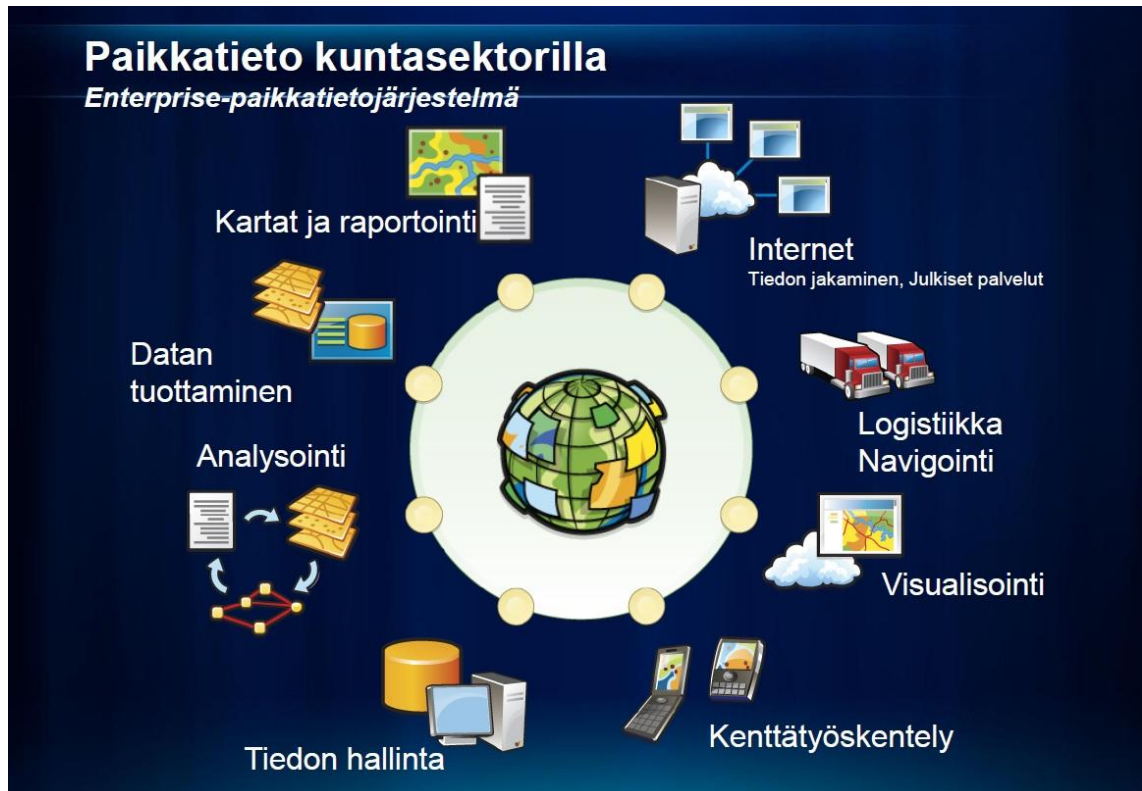 Paikkatieto kuntasektorilla
Enterprise-paikkatietojärjestelmä
Kartat ja raportointi
Internet
Tiedon jakaminen, Julkiset palvelut
Datan
tuottaminen
Logistiikka
Navigointi
Analysointi
Visualisointi
Kenttätyöskentely
Tiedon hallinta